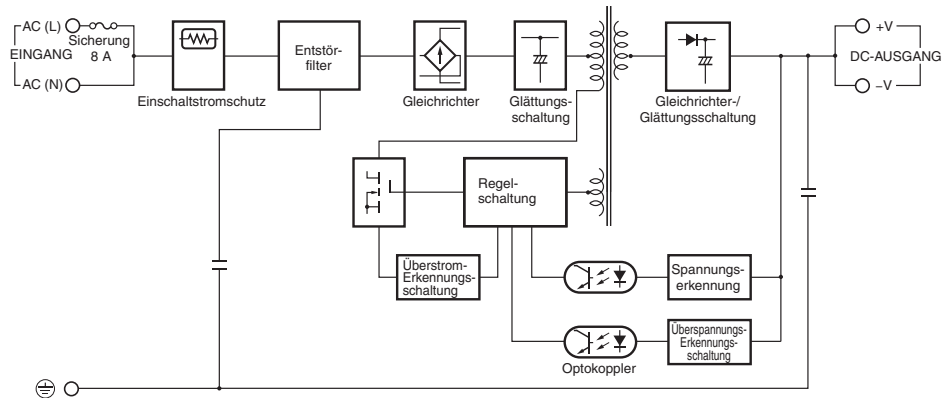 AC (L)
Sicherung
8 A
EINGANG
AC (N)
Einschaltstromschutz
Entstör-
filter
Gleichrichter
Glättungs-
schaltung
Gleichrichter-/
Glättungsschaltung
+V
DC-AUSGANG
–V
Regel-
schaltung
Überstrom-
Erkennungs-
schaltung
Spannungs-
erkennung
Überspannungs-
Erkennungs-
schaltung
Optokoppler